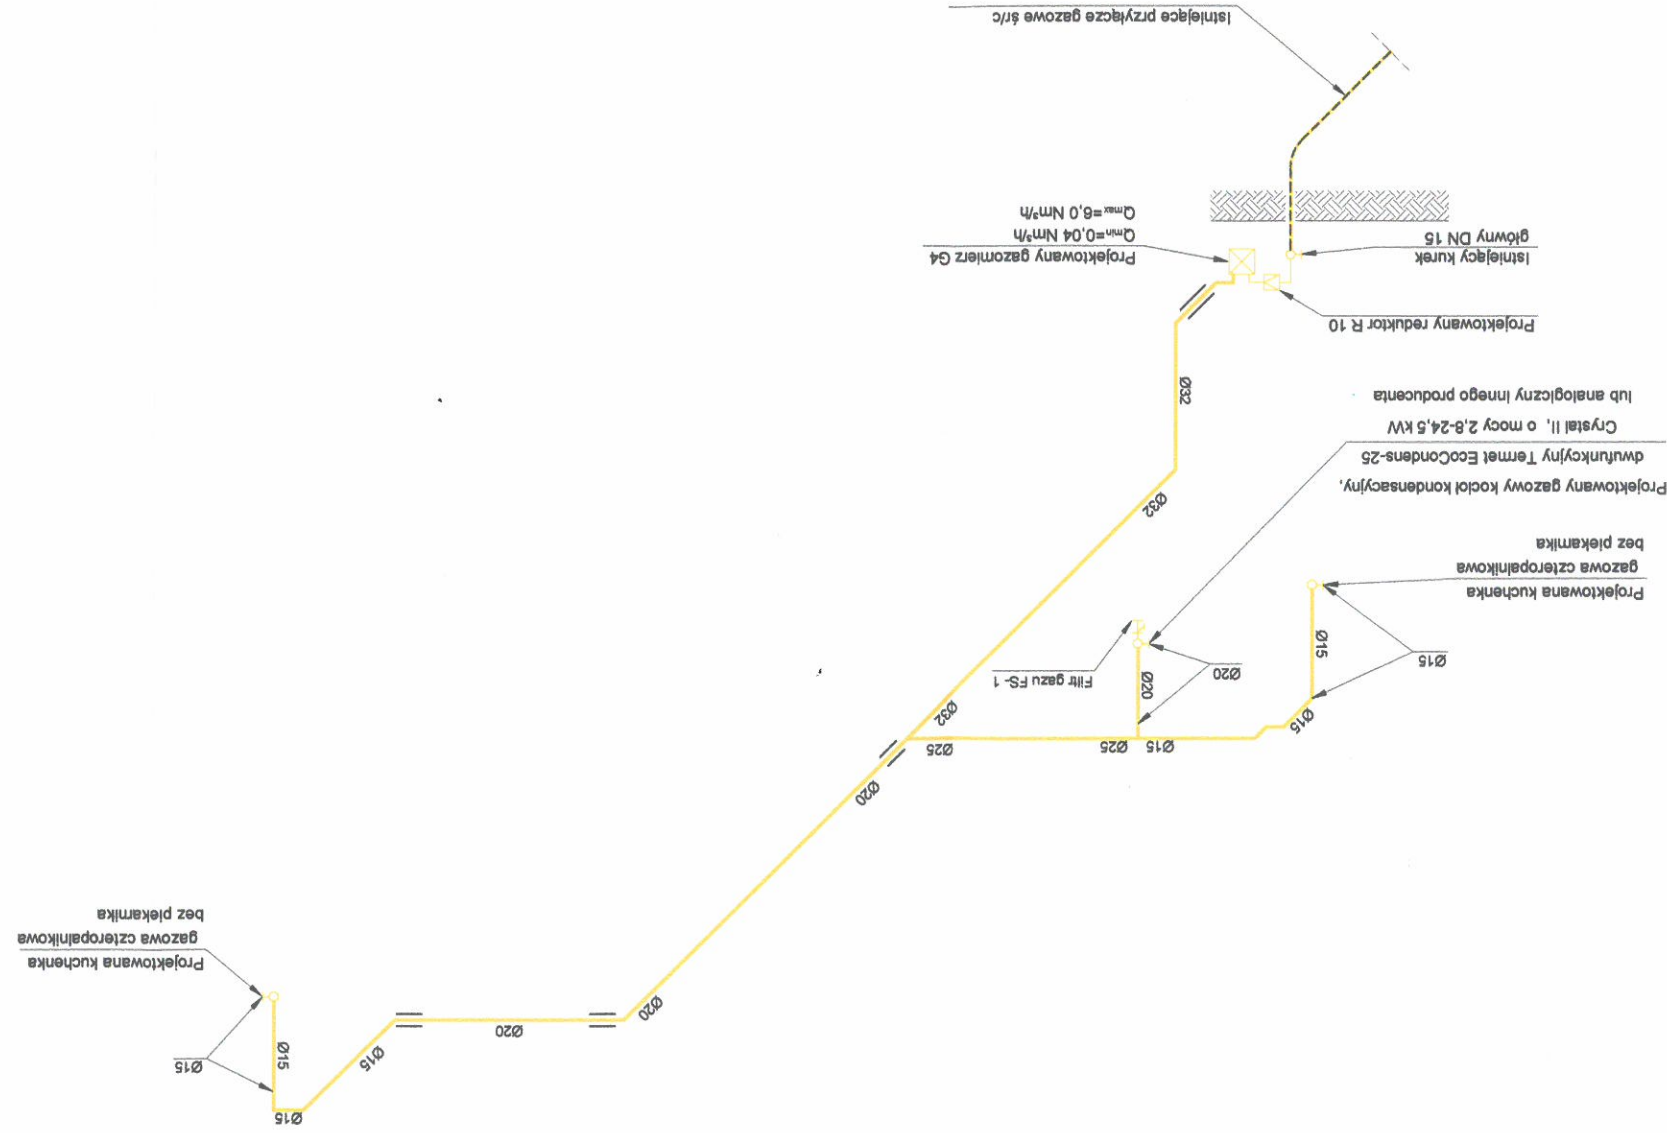 Ø15
Ø15
Ø15
Ø15
Ø20
Ø20
Projektowana kuchenka
gazowa czteropalnikowa
bez piekarnika
Ø20
Ø15
Ø25
Ø25
Ø15
Ø32
Ø20
Ø20
Filtr gazu FS-1
Ø15
Ø15
Projektowana kuchenka
gazowa czteropalnikowa
bez piekarnika
Projektowany gazowy kocioł kondensacyjny,
dwufunkcyjny Termet EcoCondens-25
Crystal II, o mocy 2,8-24,5 kW
lub analogiczny innego producenta
Ø32
Ø32
Projektowany reduktor R 10
Istniejący kurek
główny DN 15
Projektowany gazomierz G4
Qmin=0,04 Nm³/h
Qmax=6,0 Nm³/h
Istniejące przyłącze gazowe śr/c